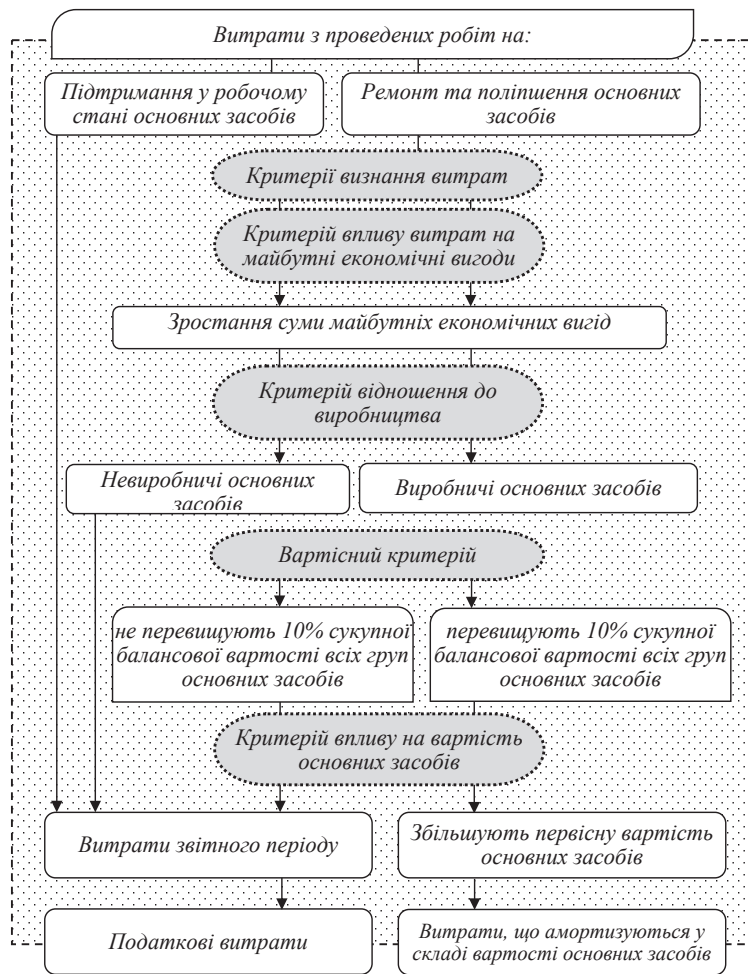 Витрати з проведених робіт на:
Підтримання у робочому
стані основних засобів
Ремонт та поліпшення основних
засобів
Критерії визнання витрат
Критерій впливу витрат на
майбутні економічні вигоди
Зростання суми майбутніх економічних вигід
Критерій відношення до
виробництва
Невиробничі основних
засобів
Виробничі основних засобів
Вартісний критерій
не перевищують 10% сукупної
балансової вартості всіх груп
основних засобів
перевищують 10% сукупної
балансової вартості всіх груп
основних засобів
Критерій впливу на вартість
основних засобів
Витрати звітного періоду
Збільшують первісну вартість
основних засобів
Податкові витрати
Витрати, що амортизуються у
складі вартості основних засобів